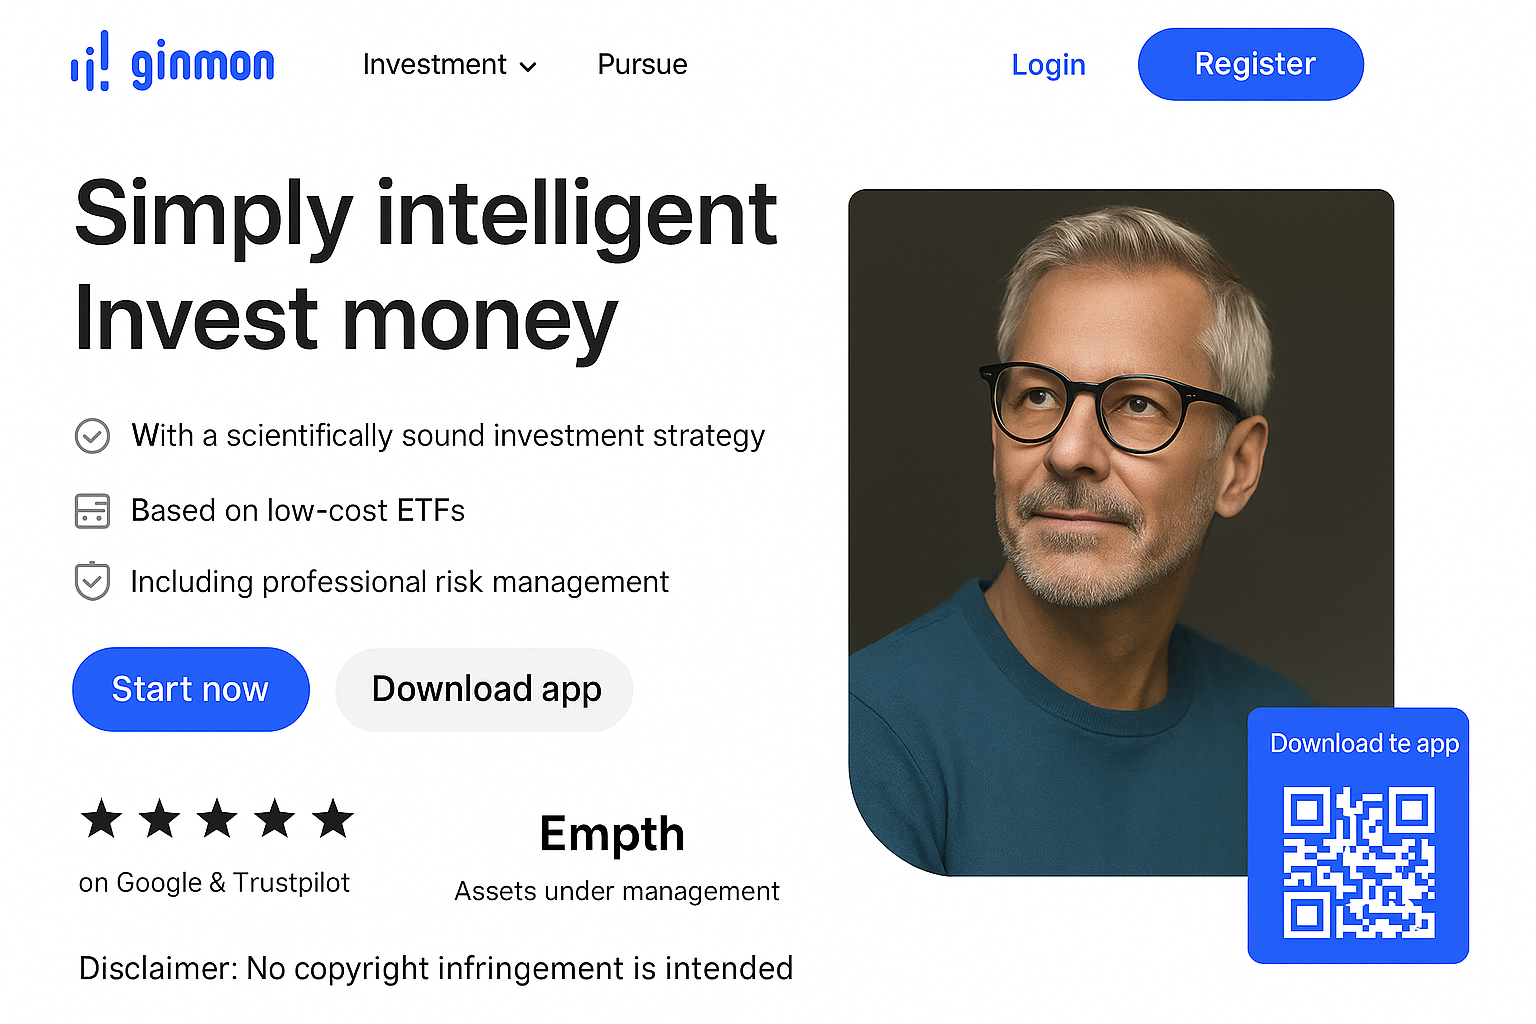 ginmon
Investment
Pursue
Login
Register
Simply intelligent
Invest money
With a scientifically sound investment strategy
Based on low-cost ETFs
Including professional risk management
Start now
Download app
on Google & Trustpilot
Empth
Assets under management
Download te app
Disclaimer: No copyright infringement is intended